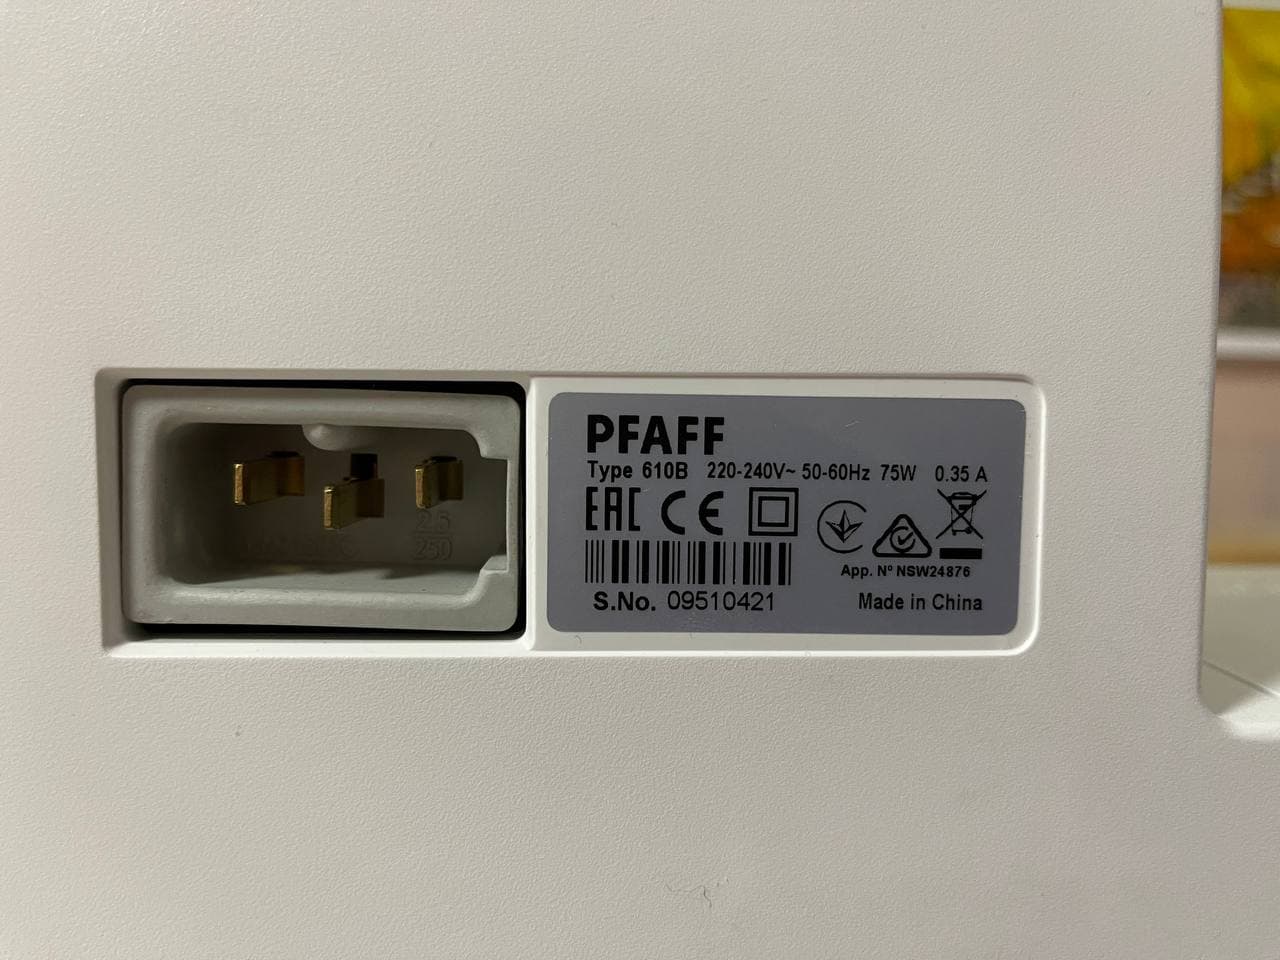 PFAFF
Type 610B 220-240V~ 50-60Hz 75W 0.35 A
EAC CE
App. Nº NSW24876
S.No. 09510421 Made in China
2.5
250